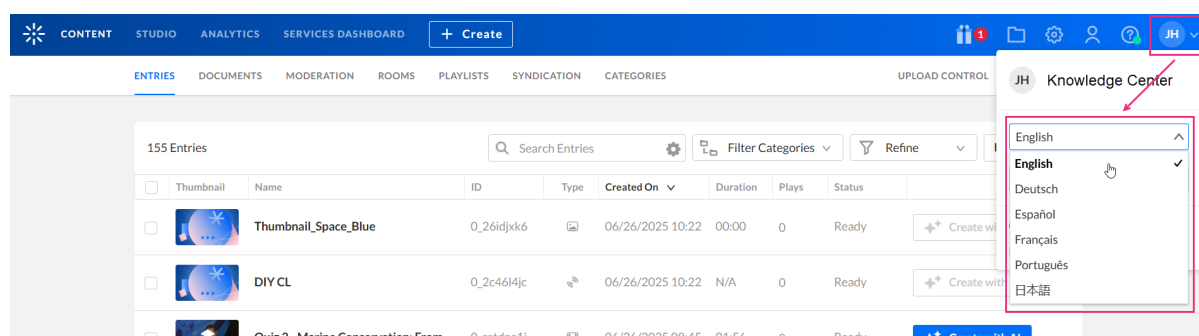 CONTENT STUDIO ANALYTICS SERVICES DASHBOARD + Create 1 JH
ENTRIES DOCUMENTS MODERATION ROOMS PLAYLISTS SYNDICATION CATEGORIES UPLOAD CONTROL
JH Knowledge Center
155 Entries Search Entries Filter Categories Refine
English
English
Deutsch
Español
Français
Português
日本語
Thumbnail Name ID Type Created On Duration Plays Status
Thumbnail_Space_Blue 0_26idjxk6 06/26/2025 10:22 00:00 0 Ready Create wi
DIY CL 0_2c46l4jc 06/26/2025 10:22 N/A 0 Ready Create with